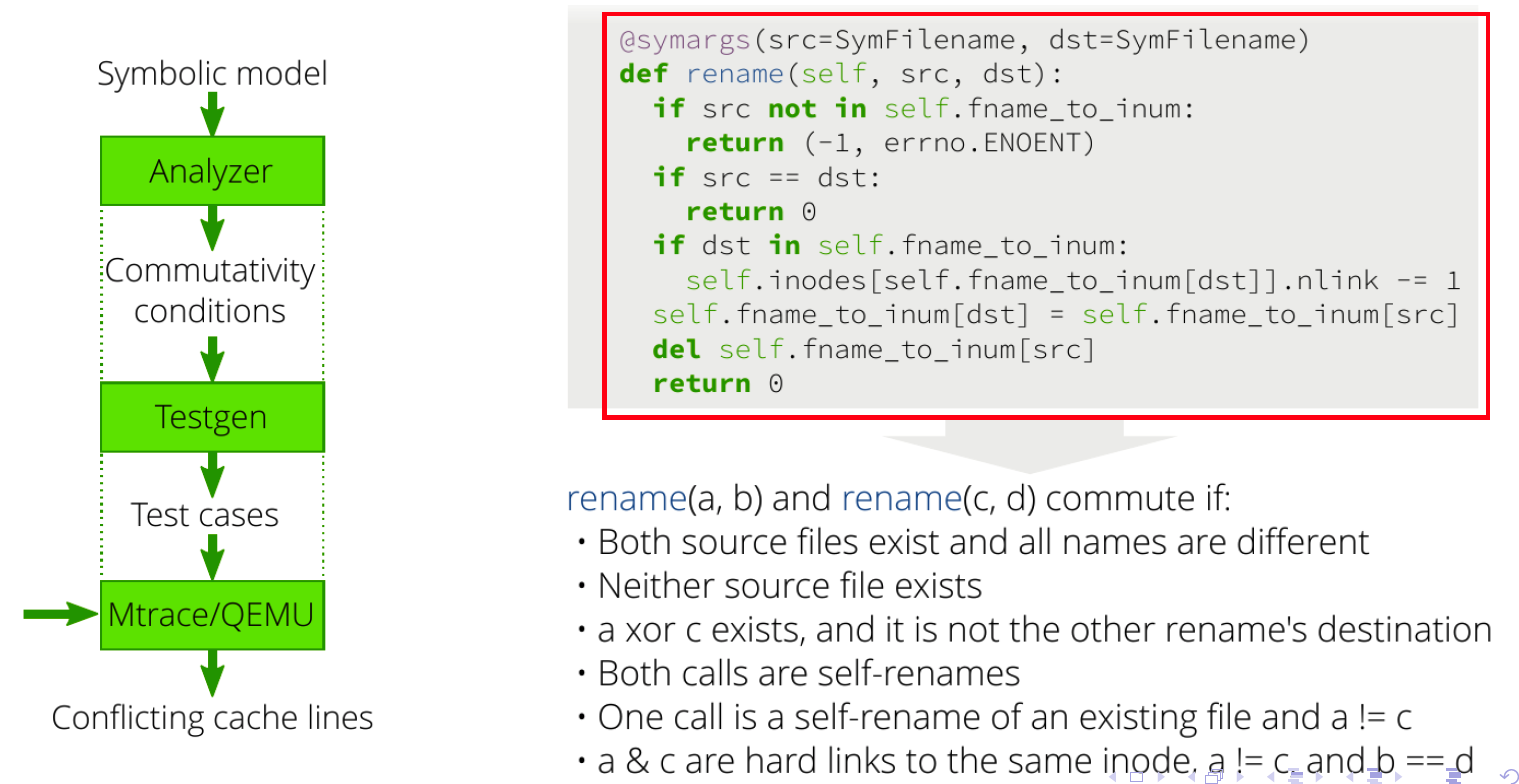 Symbolic model
Analyzer
Commutativity
conditions
Testgen
Test cases
Mtrace/QEMU
Conflicting cache lines
@symargs(src=SymFilename, dst=SymFilename)
def rename(self, src, dst):
  if src not in self.fname_to_inum:
    return (-1, errno.ENOENT)
  if src == dst:
    return 0
  if dst in self.fname_to_inum:
    self.inodes[self.fname_to_inum[dst]].nlink -= 1
  self.fname_to_inum[dst] = self.fname_to_inum[src]
  del self.fname_to_inum[src]
  return 0
rename(a, b) and rename(c, d) commute if:
• Both source files exist and all names are different
• Neither source file exists
• a xor c exists, and it is not the other rename's destination
• Both calls are self-renames
• One call is a self-rename of an existing file and a != c
• a & c are hard links to the same inode, a != c, and b == d